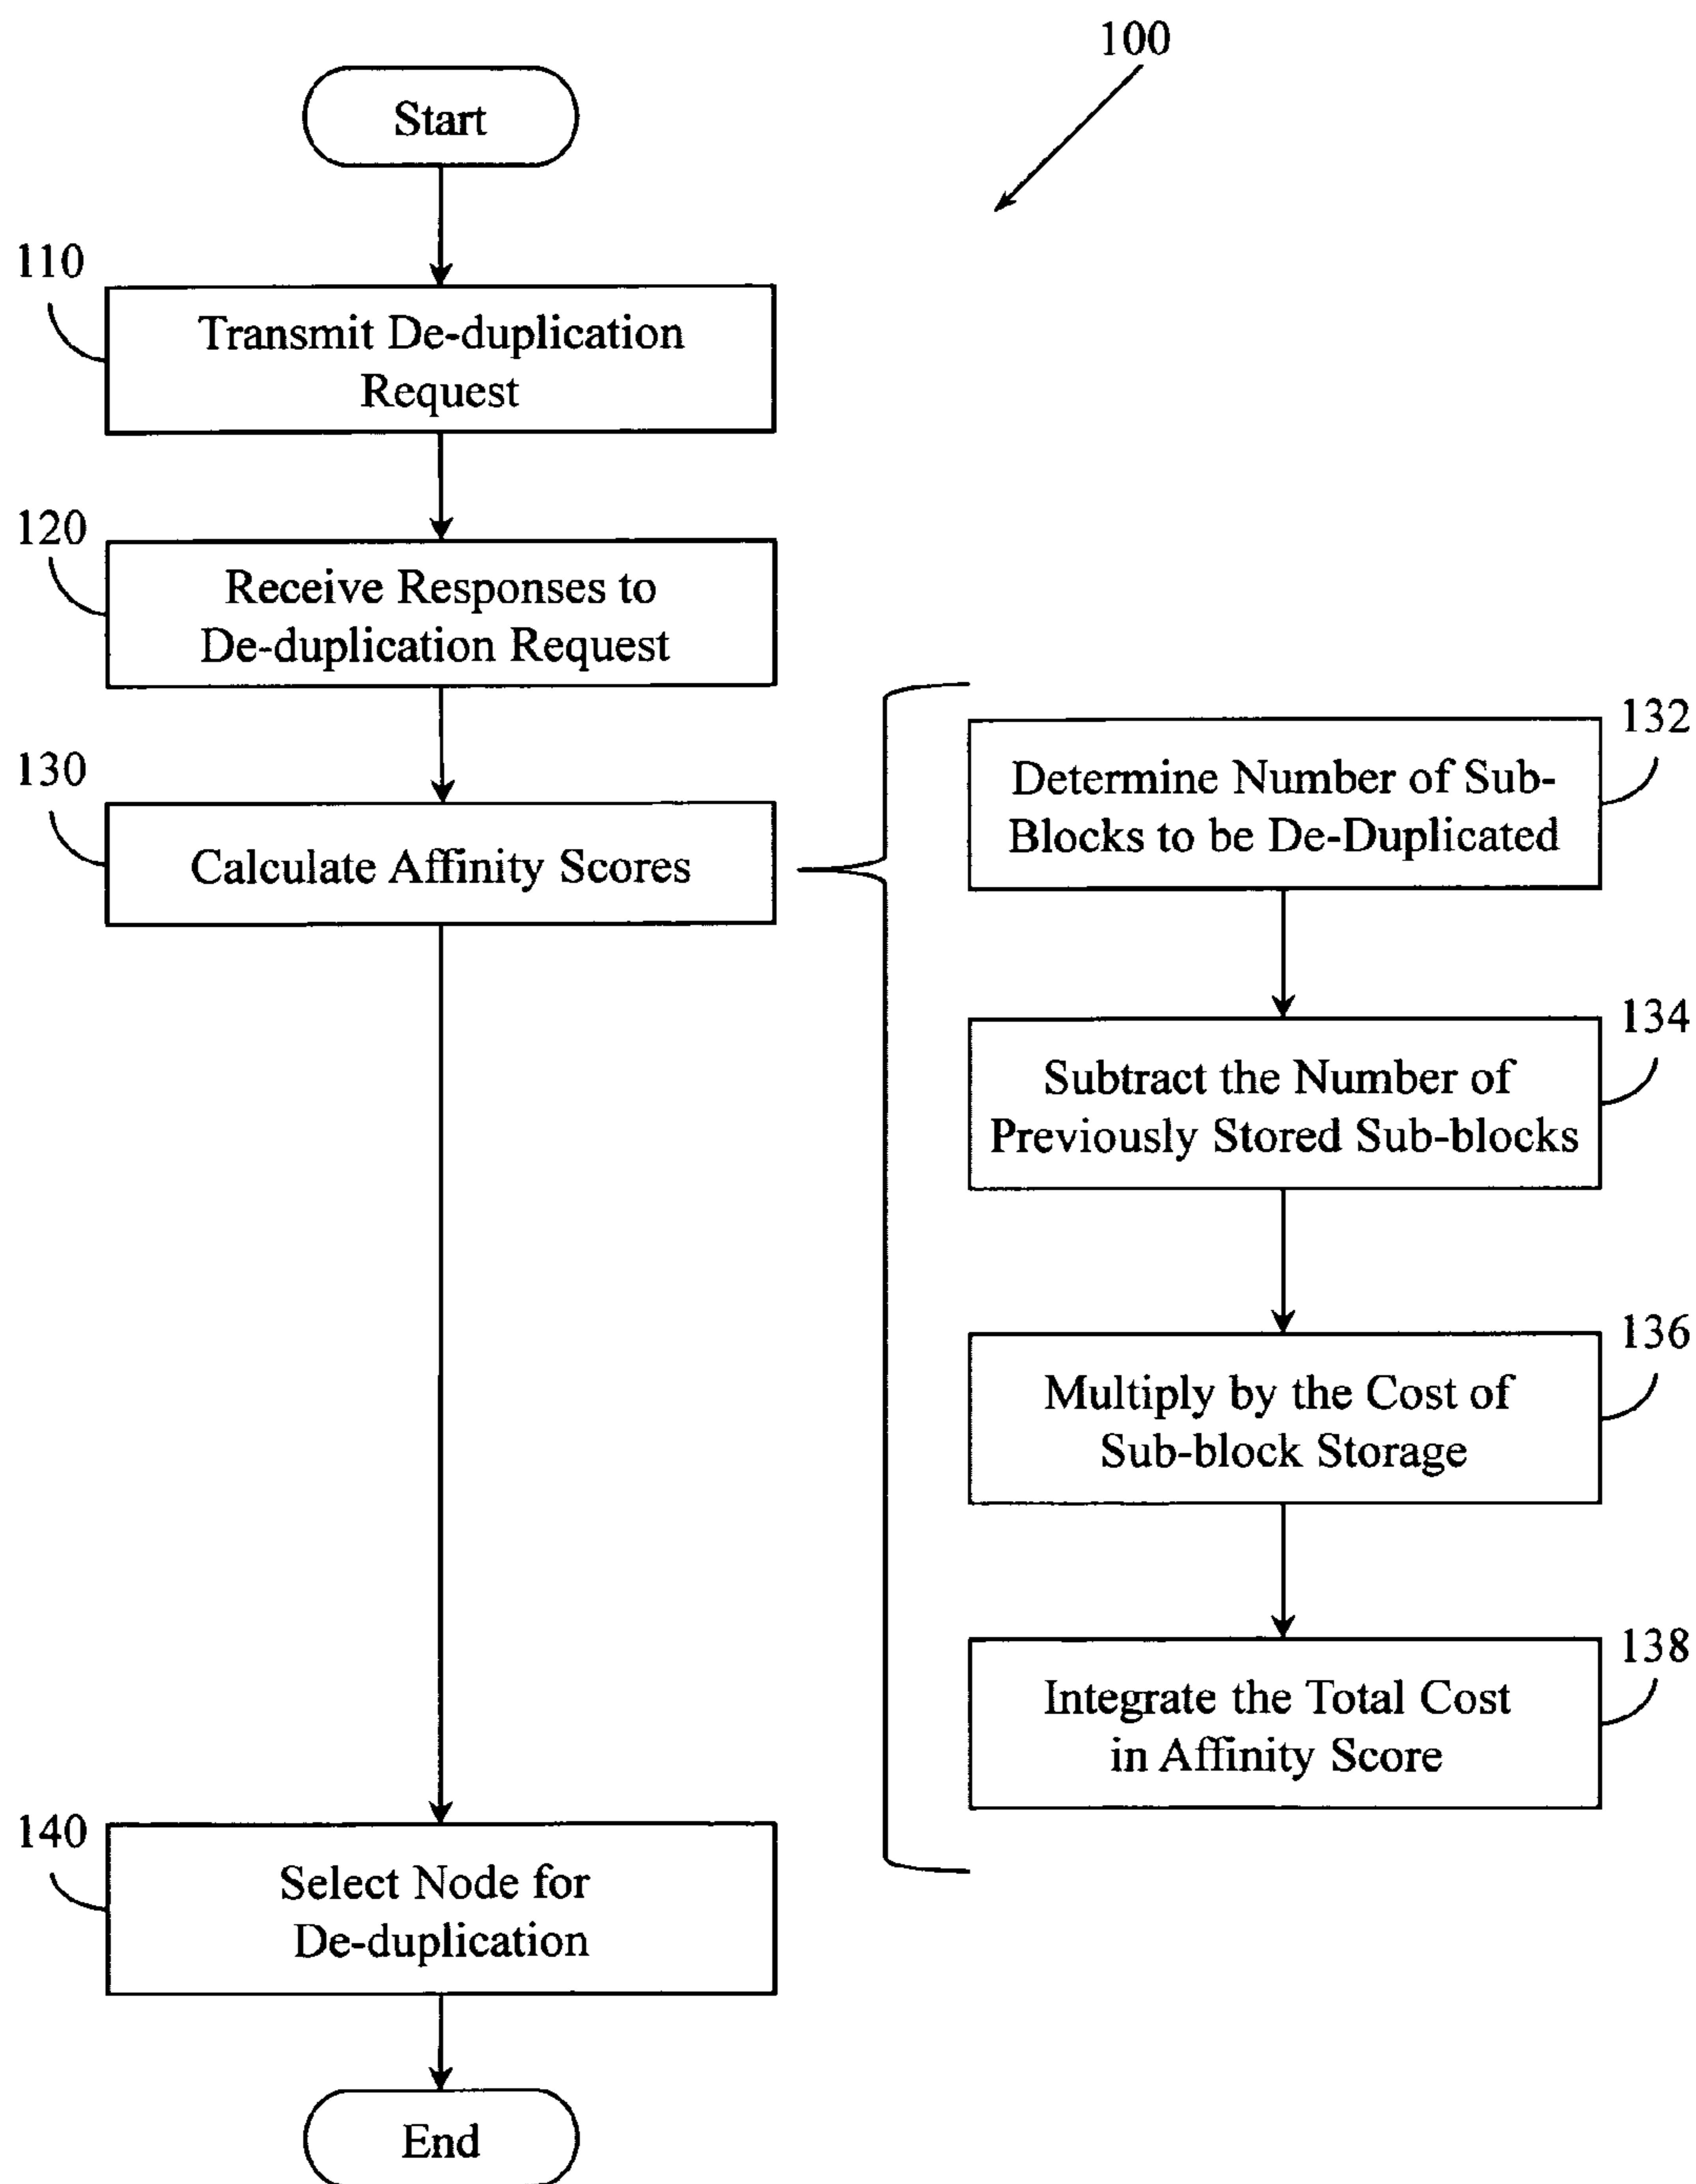 100
Start
110
Transmit De-duplication
Request
120
Receive Responses to
De-duplication Request
130
Calculate Affinity Scores
132
Determine Number of Sub-
Blocks to be De-Duplicated
134
Subtract the Number of
Previously Stored Sub-blocks
136
Multiply by the Cost of
Sub-block Storage
138
Integrate the Total Cost
in Affinity Score
140
Select Node for
De-duplication
End